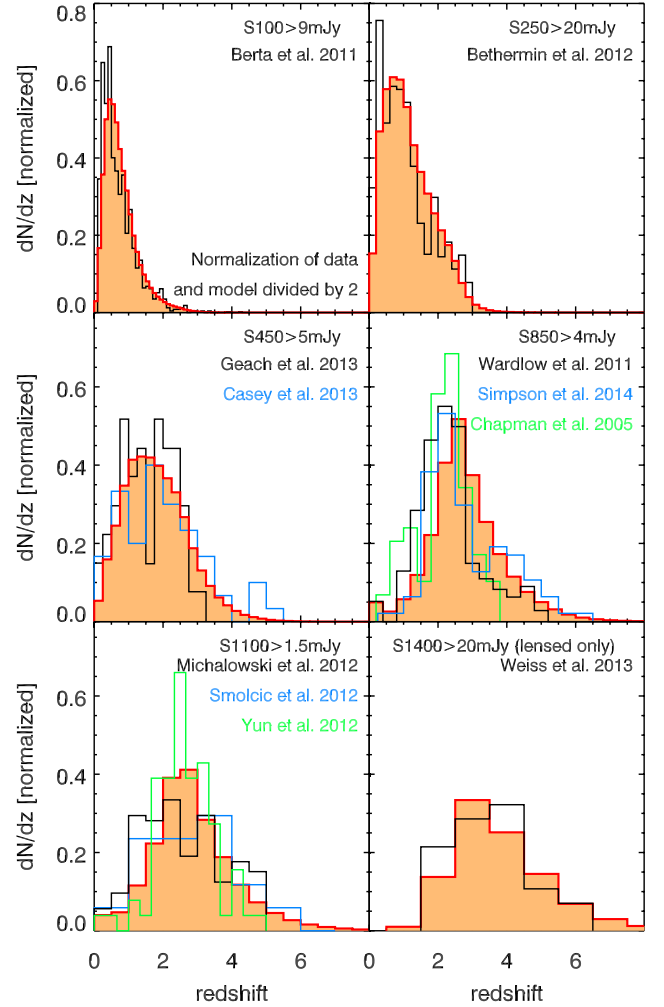 S100>9mJy
Berta et al. 2011
Normalization of data
and model divided by 2
dN/dz [normalized]
0.8
0.6
0.4
0.2
0.0
S250>20mJy
Bethermin et al. 2012
S450>5mJy
Geach et al. 2013
Casey et al. 2013
dN/dz [normalized]
0.6
0.4
0.2
0.0
S850>4mJy
Wardlow et al. 2011
Simpson et al. 2014
Chapman et al. 2005
S1100>1.5mJy
Michalowski et al. 2012
Smolcic et al. 2012
Yun et al. 2012
dN/dz [normalized]
0.6
0.4
0.2
0.0
0 2 4 6
redshift
S1400>20mJy (lensed only)
Weiss et al. 2013
0 2 4 6
redshift